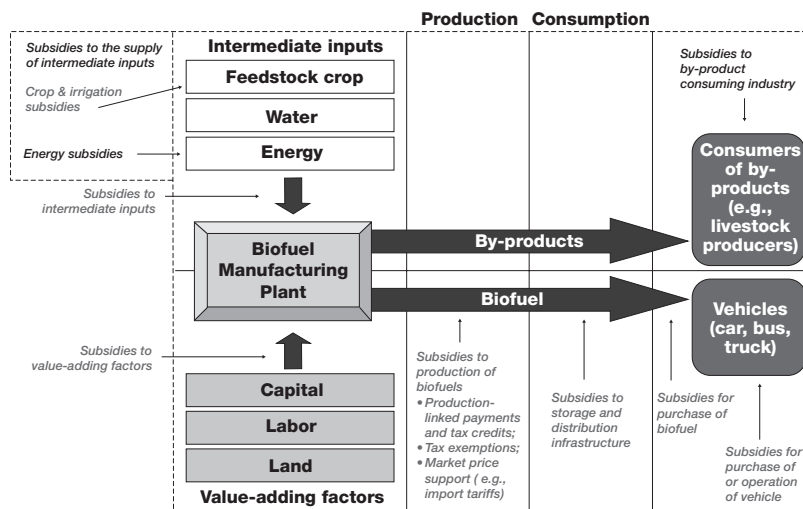 Production
Consumption
Subsidies to the supply
of intermediate inputs
Crop & irrigation
subsidies
Energy subsidies
Subsidies to
intermediate inputs
Intermediate inputs
Feedstock crop
Water
Energy
Biofuel
Manufacturing
Plant
By-products
Biofuel
Subsidies to
by-product
consuming industry
Consumers
of by-
products
(e.g.,
livestock
producers)
Vehicles
(car, bus,
truck)
Subsidies to
value-adding factors
Capital
Labor
Land
Value-adding factors
Subsidies to
production of
biofuels
• Production-
linked payments
and tax credits;
• Tax exemptions;
• Market price
support ( e.g.,
import tariffs)
Subsidies to
storage and
distribution
infrastructure
Subsidies for
purchase of
biofuel
Subsidies for
purchase of
or operation
of vehicle